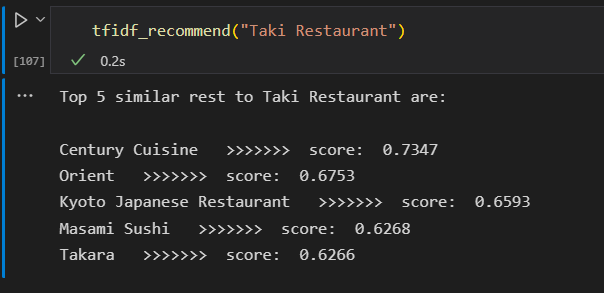 tfidf_recommend("Taki Restaurant")
[107]
0.2s
Top 5 similar rest to Taki Restaurant are:
Century Cuisine   >>>>>>>  score:  0.7347
Orient   >>>>>>>  score:  0.6753
Kyoto Japanese Restaurant   >>>>>>>  score:  0.6593
Masami Sushi   >>>>>>>  score:  0.6268
Takara   >>>>>>>  score:  0.6266